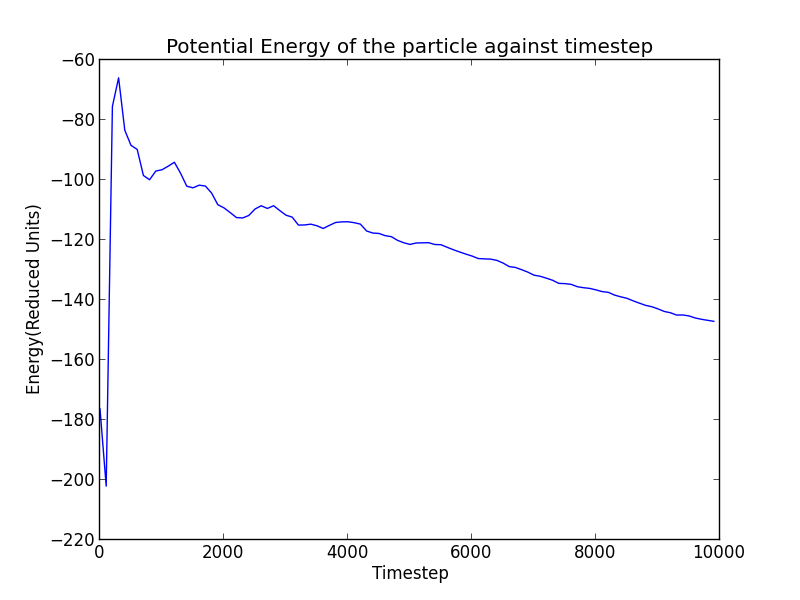 Potential Energy of the particle against timestep
−60
−80
−100
−120
−140
−160
−180
−200
−220
Energy(Reduced Units)
0 2000 4000 6000 8000 10000
Timestep